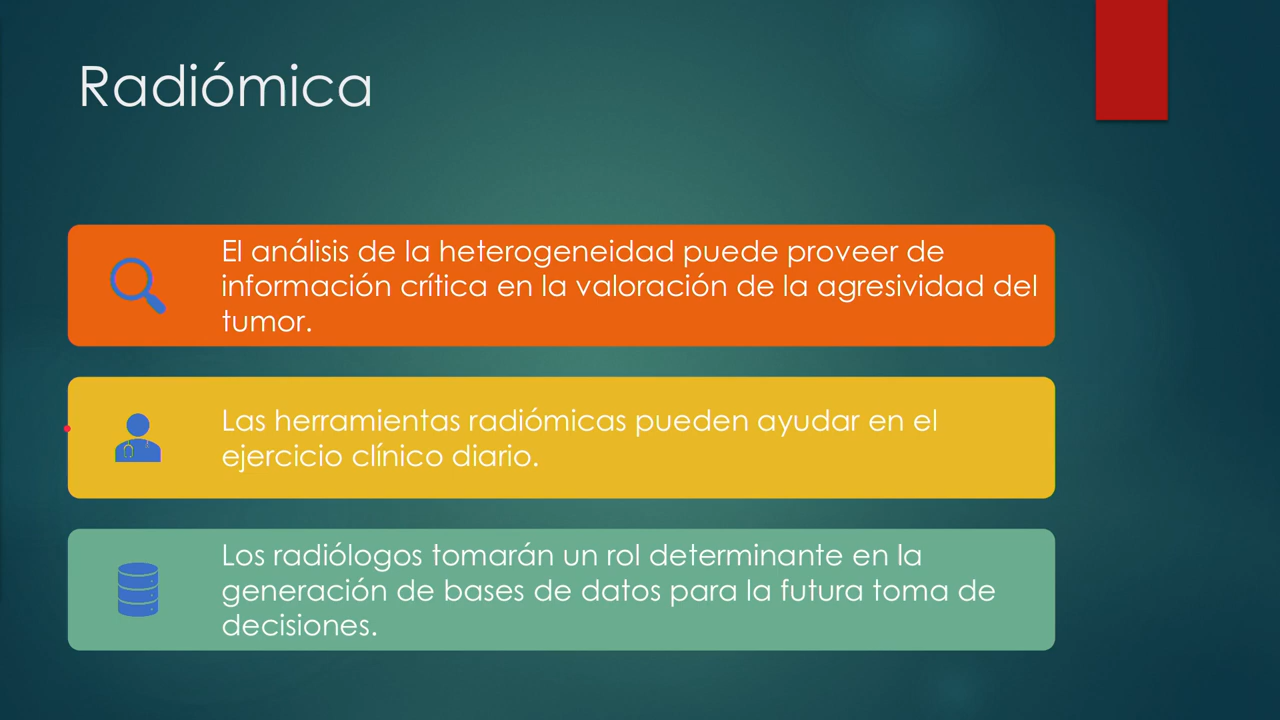 Radiómica
El análisis de la heterogeneidad puede proveer de
información crítica en la valoración de la agresividad del
tumor.
Las herramientas radiómicas pueden ayudar en el
ejercicio clínico diario.
Los radiólogos tomarán un rol determinante en la
generación de bases de datos para la futura toma de
decisiones.